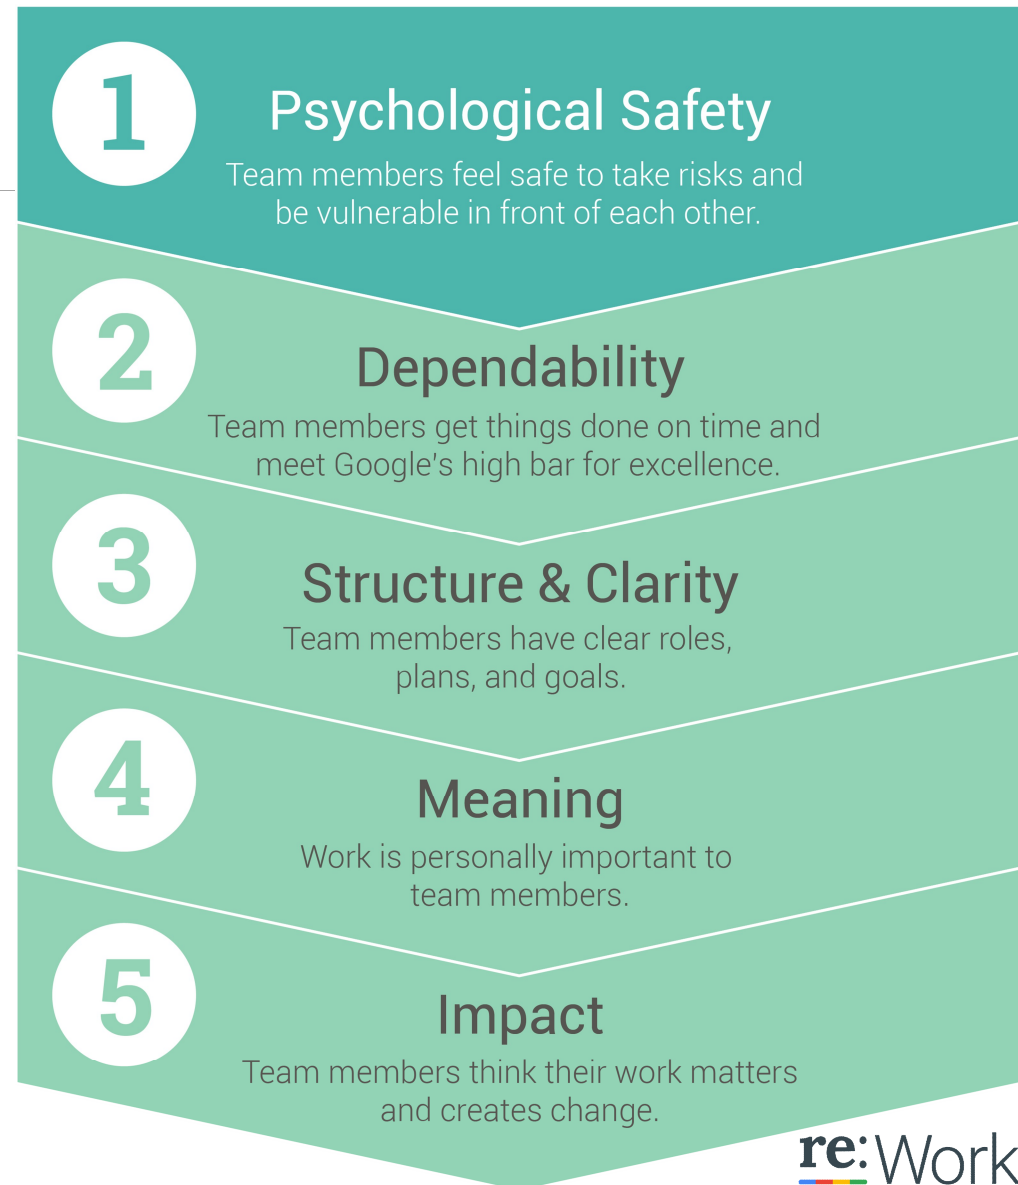 1
Psychological Safety
Team members feel safe to take risks and
be vulnerable in front of each other.
2
Dependability
Team members get things done on time and
meet Google's high bar for excellence.
3
Structure & Clarity
Team members have clear roles,
plans, and goals.
4
Meaning
Work is personally important to
team members.
5
Impact
Team members think their work matters
and creates change.
re:Work